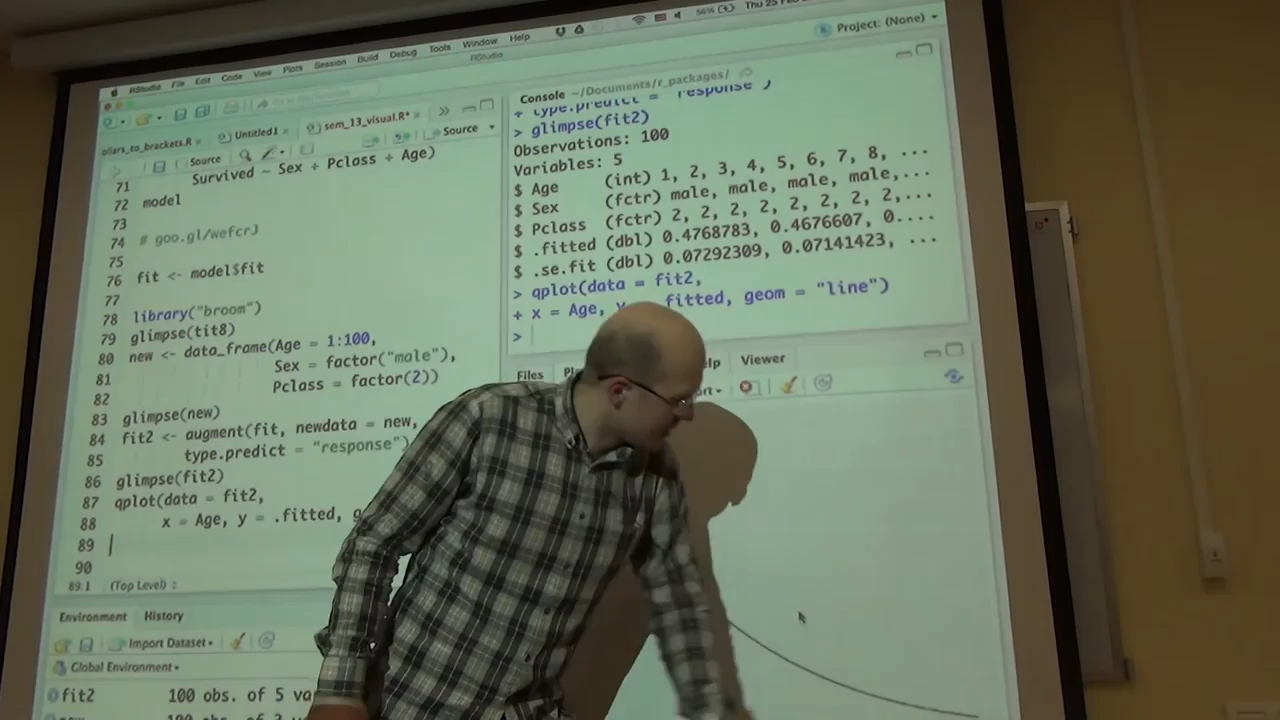 RStudio File Edit Code View Plots Session Build Debug Tools Window Help 56% Thu 25
RStudio
Project: (None)
ollars_to_brackets.R Untitled1 sem_13_visual.R*
Source Source
71 Survived ~ Sex + Pclass + Age)
72 model
73
74 # goo.gl/wefcrJ
75
76 fit <- model$fit
77
78 library("broom")
79 glimpse(tit8)
80 new <- data_frame(Age = 1:100,
81 Sex = factor("male"),
82 Pclass = factor(2))
83 glimpse(new)
84 fit2 <- augment(fit, newdata = new,
85 type.predict = "response")
86 glimpse(fit2)
87 qplot(data = fit2,
88 x = Age, y = .fitted, g
89
90
89:1 (Top Level)
Environment History
Import Dataset
Global Environment
fit2 100 obs. of 5 va
Console ~/Documents/r_packages/
+ type.predict = "response")
> glimpse(fit2)
Observations: 100
Variables: 5
$ Age (int) 1, 2, 3, 4, 5, 6, 7, 8, ...
$ Sex (fctr) male, male, male, male,...
$ Pclass (fctr) 2, 2, 2, 2, 2, 2, 2, 2,...
$ .fitted (dbl) 0.4768783, 0.4676607, 0....
$ .se.fit (dbl) 0.07292309, 0.07141423, ...
> qplot(data = fit2,
+ x = Age, y = .fitted, geom = "line")
>
Files Viewer